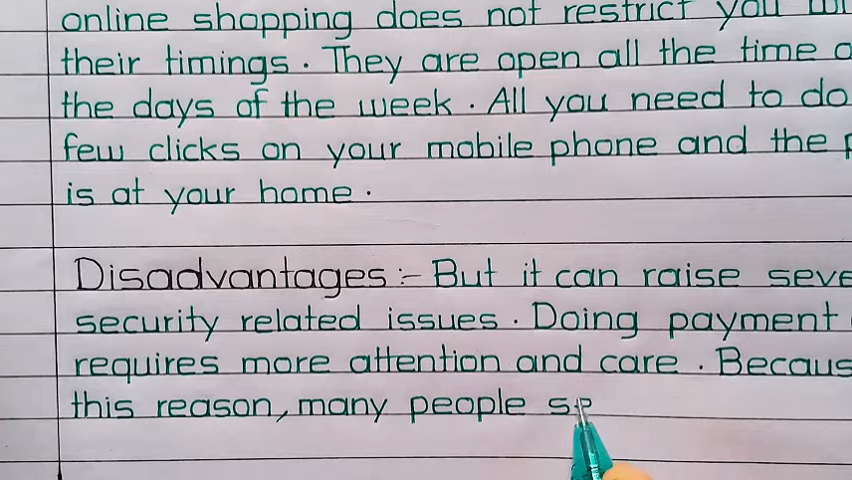 online shopping does not restrict you
their timings. They are open all the time
the days of the week. All you need to do
few clicks on your mobile phone and the
is at your home.
Disadvantages :- But it can raise
security related issues. Doing payment
requires more attention and care.
this reason, many people